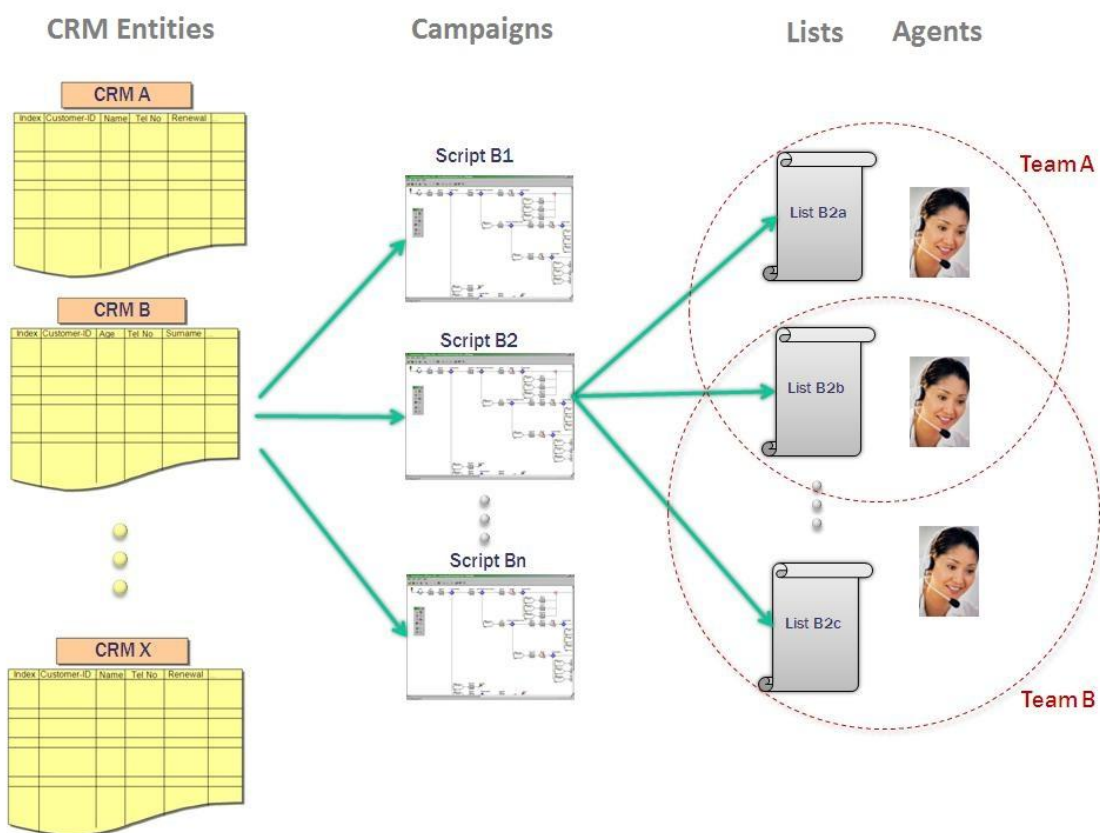 CRM Entities
Campaigns
Lists
Agents
CRM A
Index Customer-ID Name Tel No Renewal ...
Script B1
Team A
List B2a
CRM B
Index Customer-ID Age Tel No Surname ...
Script B2
List B2b
Script Bn
List B2c
CRM X
Index Customer-ID Name Tel No Renewal ...
Team B